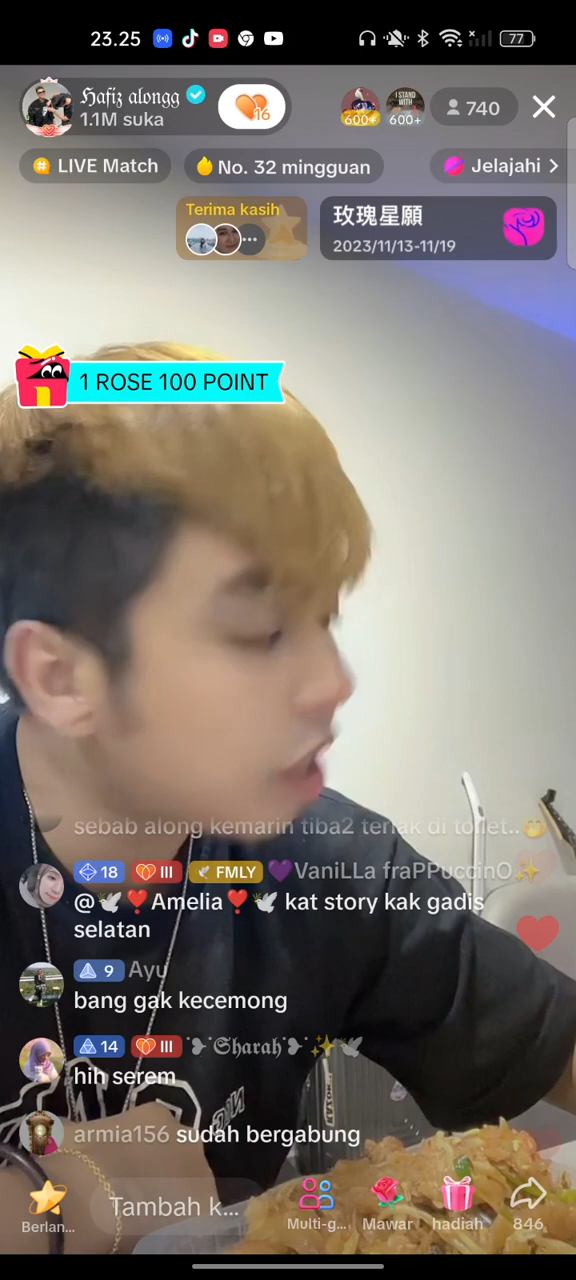 23.25
77
Hafiz alongg
1.1M suka
16
600+
I STAND WITH
600+
740
LIVE Match
No. 32 mingguan
Jelajahi
Terima kasih
玫瑰星願
2023/11/13-11/19
1 ROSE 100 POINT
sebab along kemarin tiba2 teriak di toilet..
18 III FMLY VaniLLa fraPPuccinO
@🕊❤️Amelia❤️🕊 kat story kak gadis
selatan
9 Ayu
bang gak kecemong
14 III Sharah
hih serem
armia156 sudah bergabung
Berlan...
Tambah k...
Multi-g...
Mawar
hadiah
846